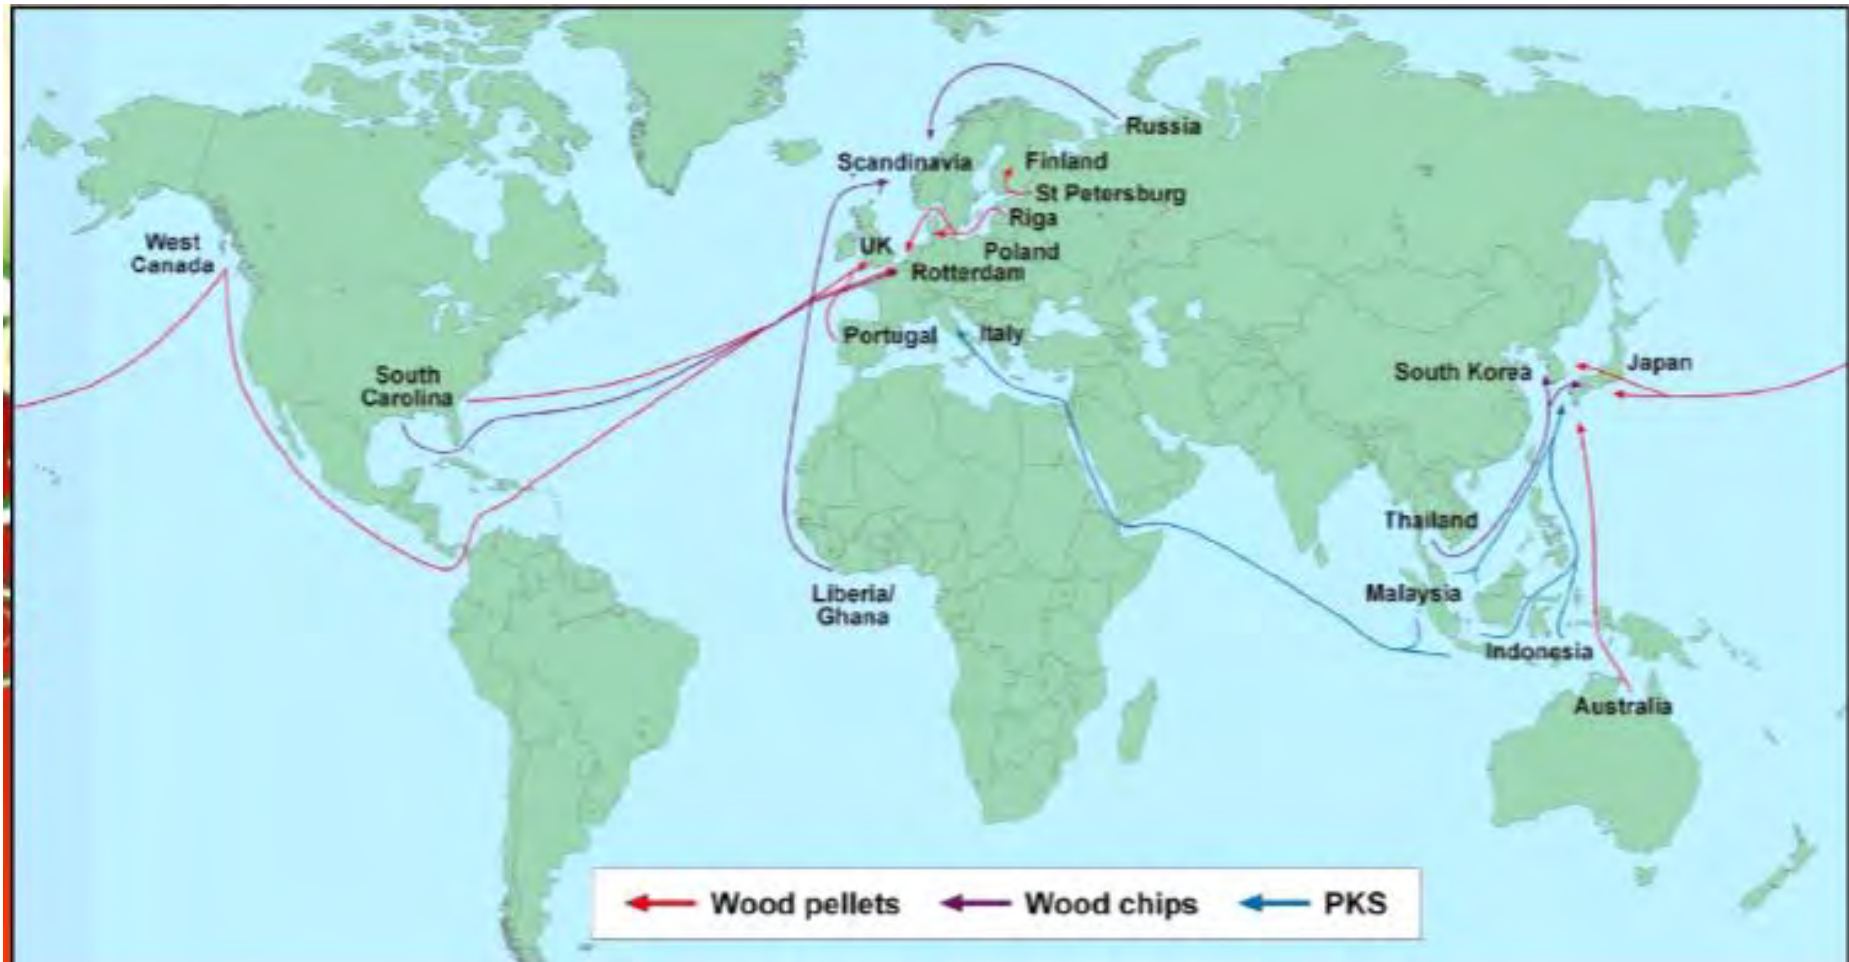 Russia
Scandinavia
Finland
St Petersburg
Riga
West
Canada
UK
Poland
Rotterdam
Portugal
Italy
South
Carolina
South Korea
Japan
Thailand
Liberia/
Ghana
Malaysia
Indonesia
Australia
Wood pellets
Wood chips
PKS